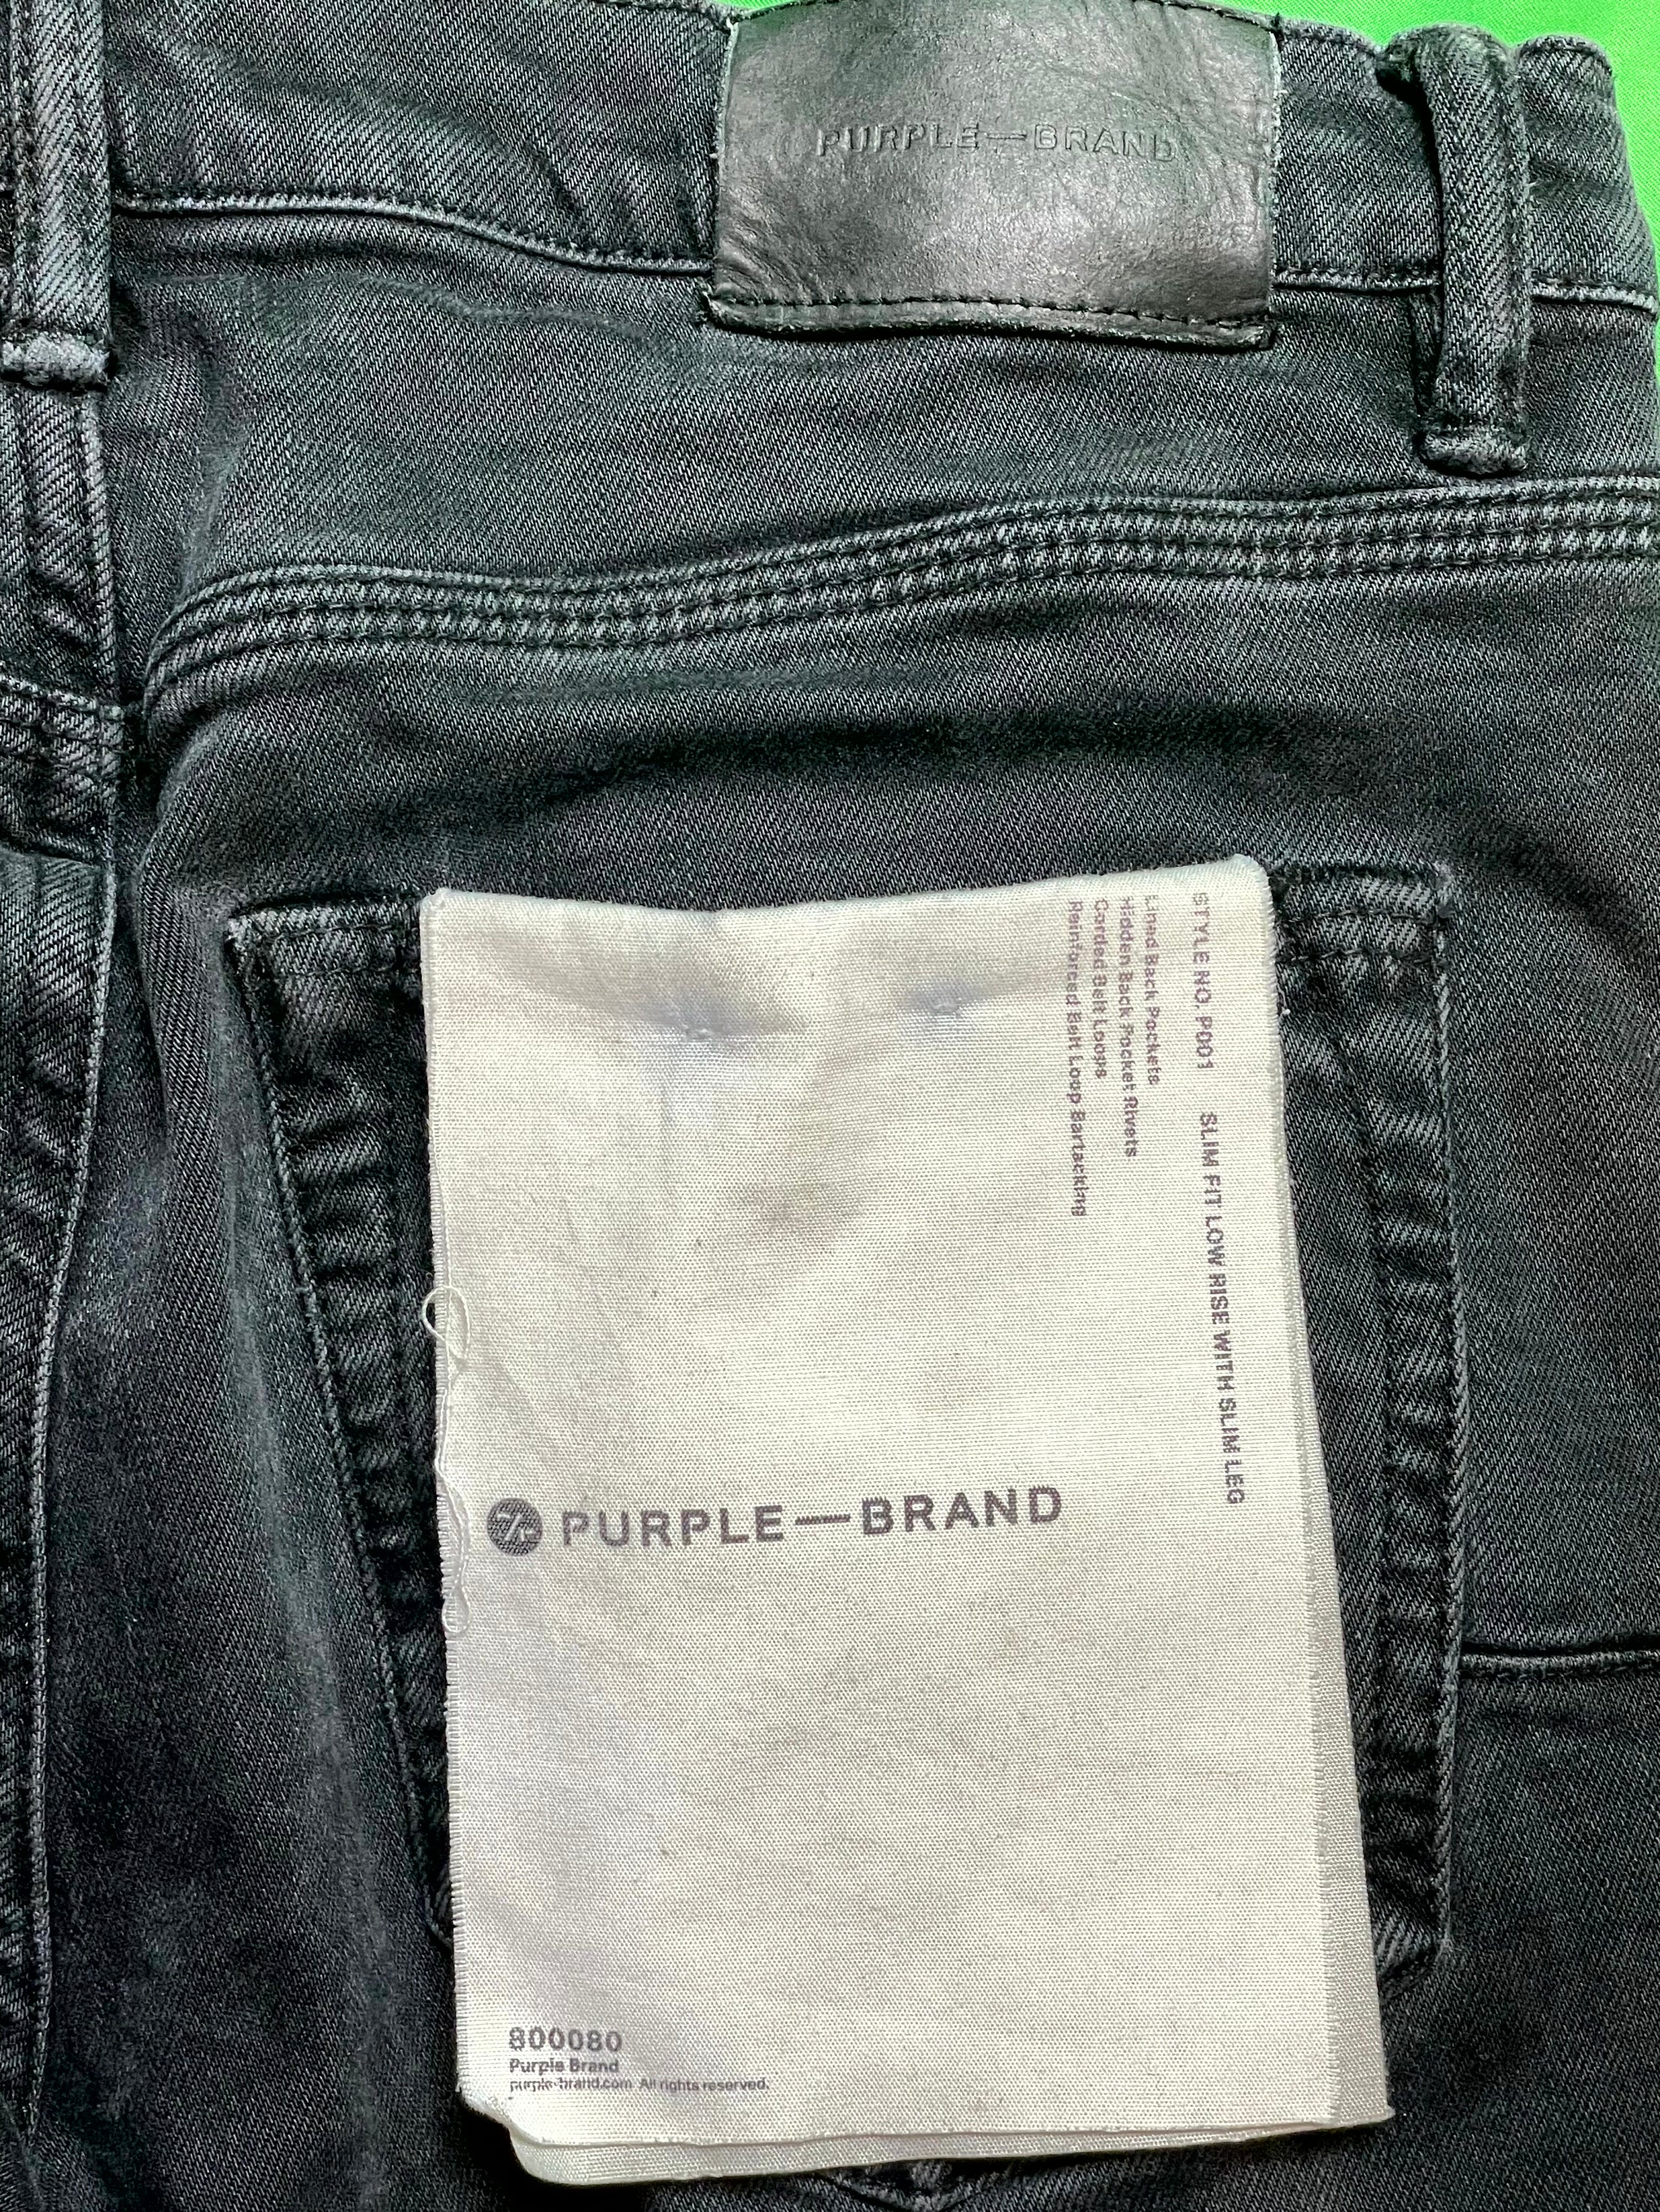 PURPLE—BRAND
STYLE NO P001 SLIM FIT LOW RISE WITH SLIM LEG
Lined Back Pockets
Hidden Back Pocket Rivets
Corded Belt Loops
Reinforced Belt Loop Bartacking
PURPLE—BRAND
800080
Purple Brand
purple-brand.com All rights reserved.